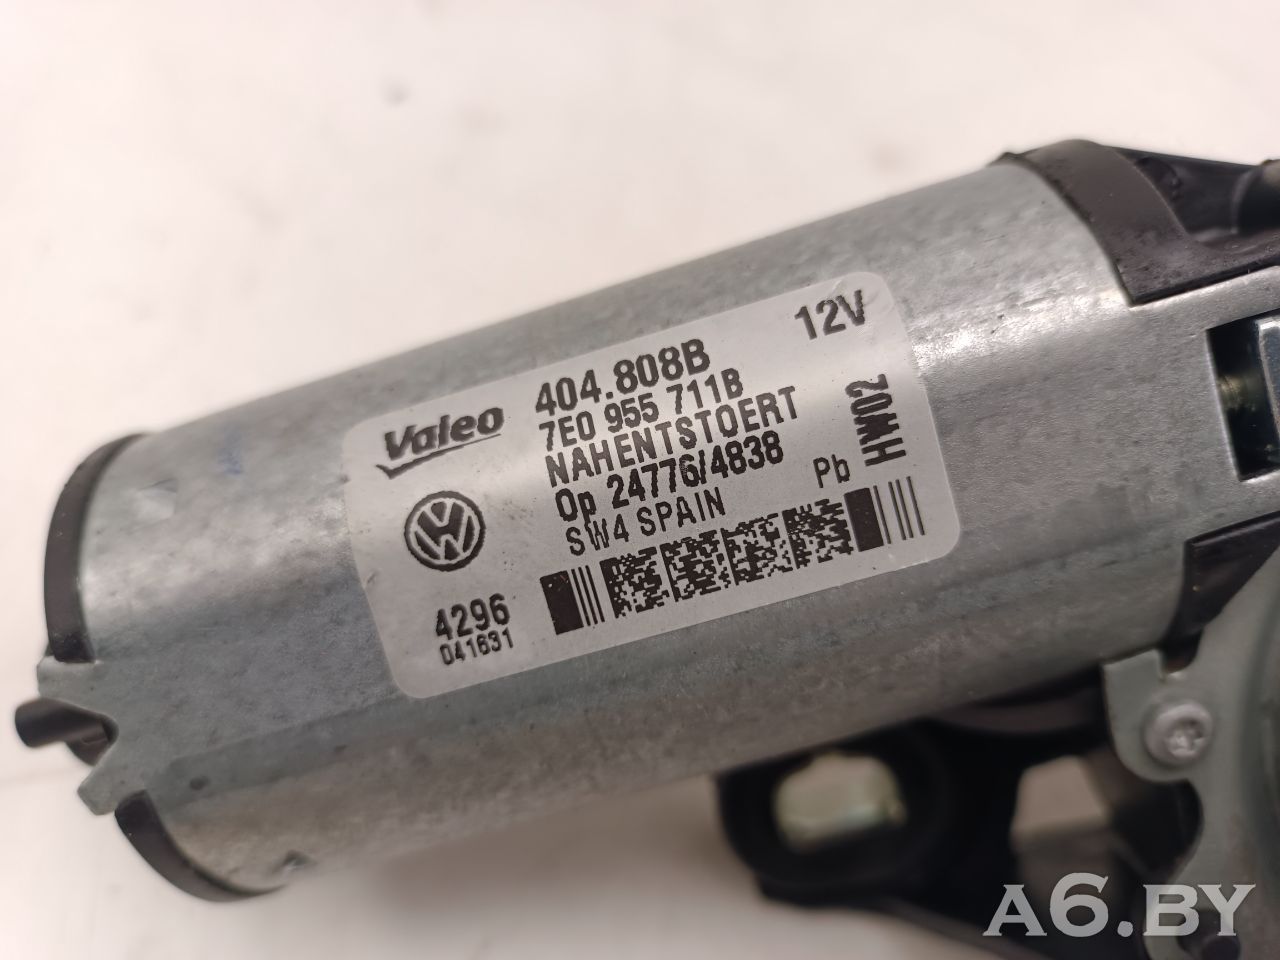 Valeo
404.808B
12V
7E0 955 711B
NAHENTSTOERT
Op 24776/4838
SW4 SPAIN
Pb
HW02
4296
041631
A6.BY